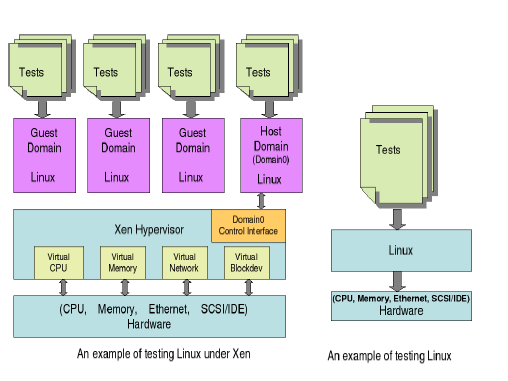 Tests
Tests
Tests
Tests
Guest
Domain
Linux
Guest
Domain
Linux
Guest
Domain
Linux
Host
Domain
(Domain0)
Linux
Xen Hypervisor
Domain0
Control Interface
Virtual
CPU
Virtual
Memory
Virtual
Network
Virtual
Blockdev
(CPU, Memory, Ethernet, SCSI/IDE)
Hardware
An example of testing Linux under Xen
Tests
Linux
(CPU, Memory, Ethernet, SCSI/IDE)
Hardware
An example of testing Linux